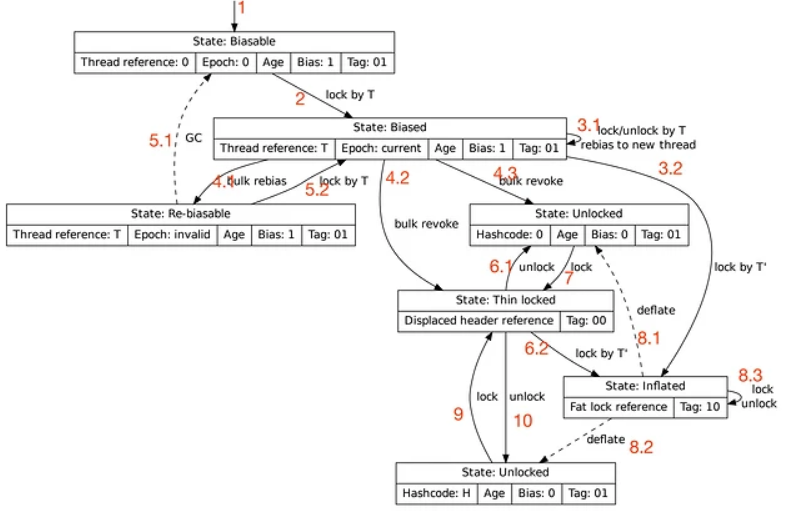 1
State: Biasable
Thread reference: 0 Epoch: 0 Age Bias: 1 Tag: 01
2 lock by T
State: Biased
Thread reference: T Epoch: current Age Bias: 1 Tag: 01
3.1 lock/unlock by T
rebias to new thread
3.2
5.1 GC
4.1 bulk rebias
5.2 lock by T
4.2
4.3 bulk revoke
State: Re-biasable
Thread reference: T Epoch: invalid Age Bias: 1 Tag: 01
bulk revoke
State: Unlocked
Hashcode: 0 Age Bias: 0 Tag: 01
lock by T'
6.1 unlock
7 lock
State: Thin locked
Displaced header reference Tag: 00
deflate
8.1
6.2 lock by T'
State: Inflated
Fat lock reference Tag: 10
8.3
lock
unlock
9 lock
unlock
10
deflate 8.2
State: Unlocked
Hashcode: H Age Bias: 0 Tag: 01